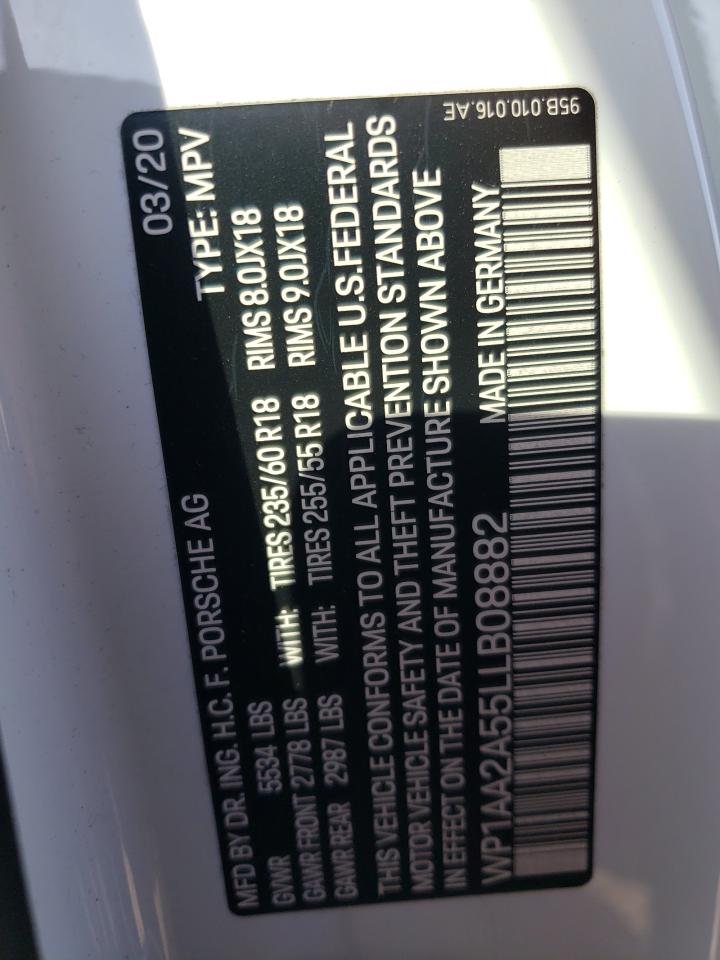 95B.010.016.AE
MFD BY DR. ING. H.C. F. PORSCHE AG 03/20
TYPE: MPV
GVWR 5534 LBS
GAWR FRONT 2778 LBS WITH: TIRES 235/60 R18 RIMS 8.0JX18
GAWR REAR 2987 LBS WITH: TIRES 255/55 R18 RIMS 9.0JX18
THIS VEHICLE CONFORMS TO ALL APPLICABLE U.S.FEDERAL
MOTOR VEHICLE SAFETY AND THEFT PREVENTION STANDARDS
IN EFFECT ON THE DATE OF MANUFACTURE SHOWN ABOVE
WP1AA2A55LLB08882 MADE IN GERMANY